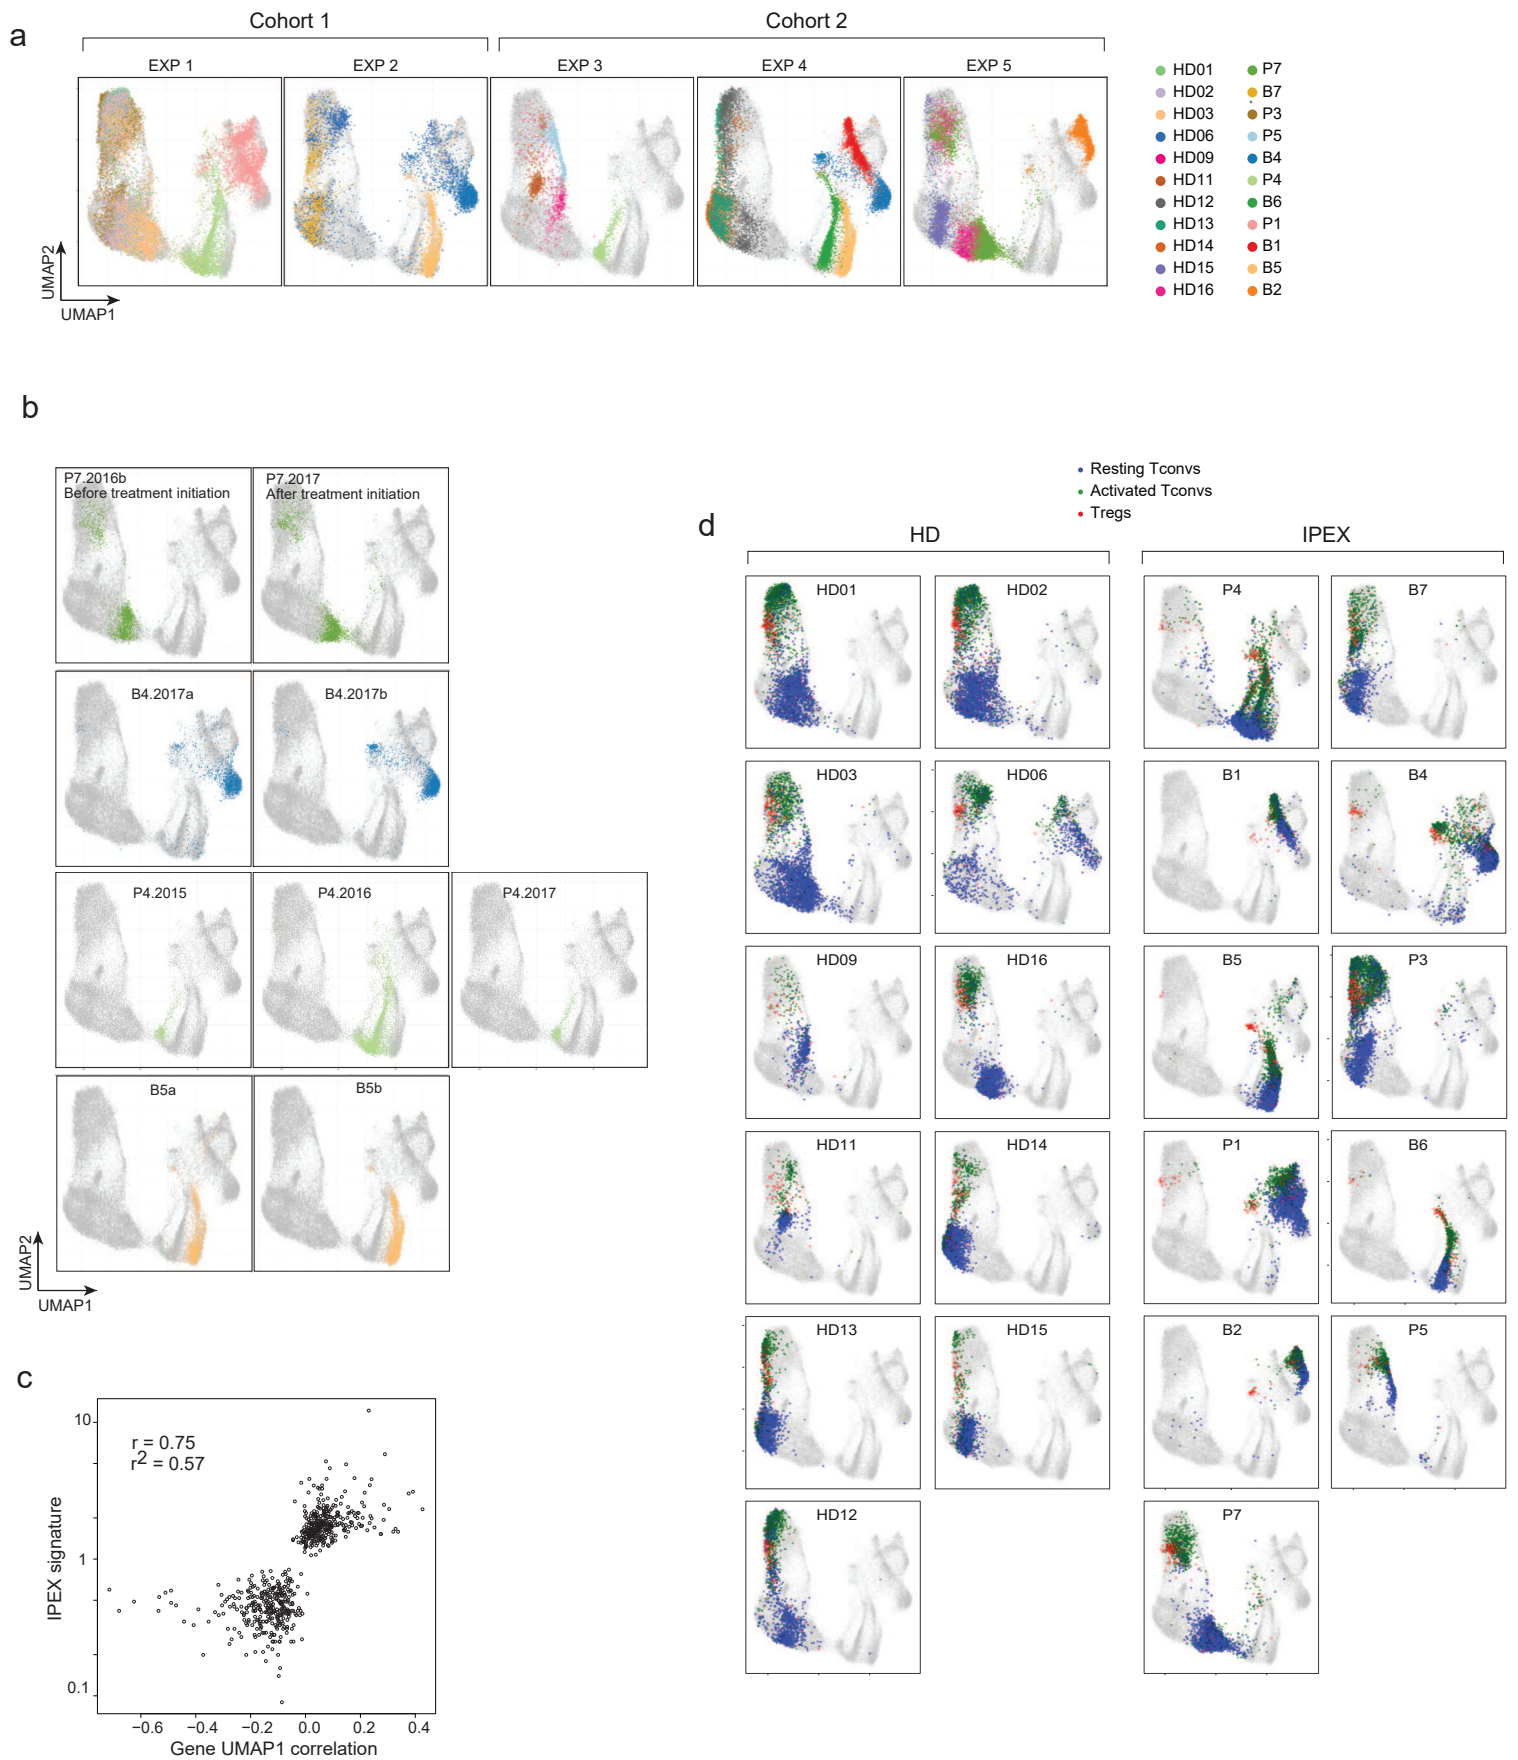 a
Cohort 1
Cohort 2
EXP 1
EXP 2
EXP 3
EXP 4
EXP 5
HD01
HD02
HD03
HD06
HD09
HD11
HD12
HD13
HD14
HD15
HD16
P7
B7
P3
P5
B4
P4
B6
P1
B1
B5
B2
UMAP2
UMAP1
b
P7.2016b
Before treatment initiation
P7.2017
After treatment initiation
B4.2017a
B4.2017b
P4.2015
P4.2016
P4.2017
B5a
B5b
UMAP2
UMAP1
c
r = 0.75
r2 = 0.57
10
1
0.1
IPEX signature
−0.6
−0.4
−0.2
0.0
0.2
0.4
Gene UMAP1 correlation
Resting Tconvs
Activated Tconvs
Tregs
d
HD
IPEX
HD01
HD02
P4
B7
HD03
HD06
B1
B4
HD09
HD16
B5
P3
HD11
HD14
P1
B6
HD13
HD15
B2
P5
HD12
P7